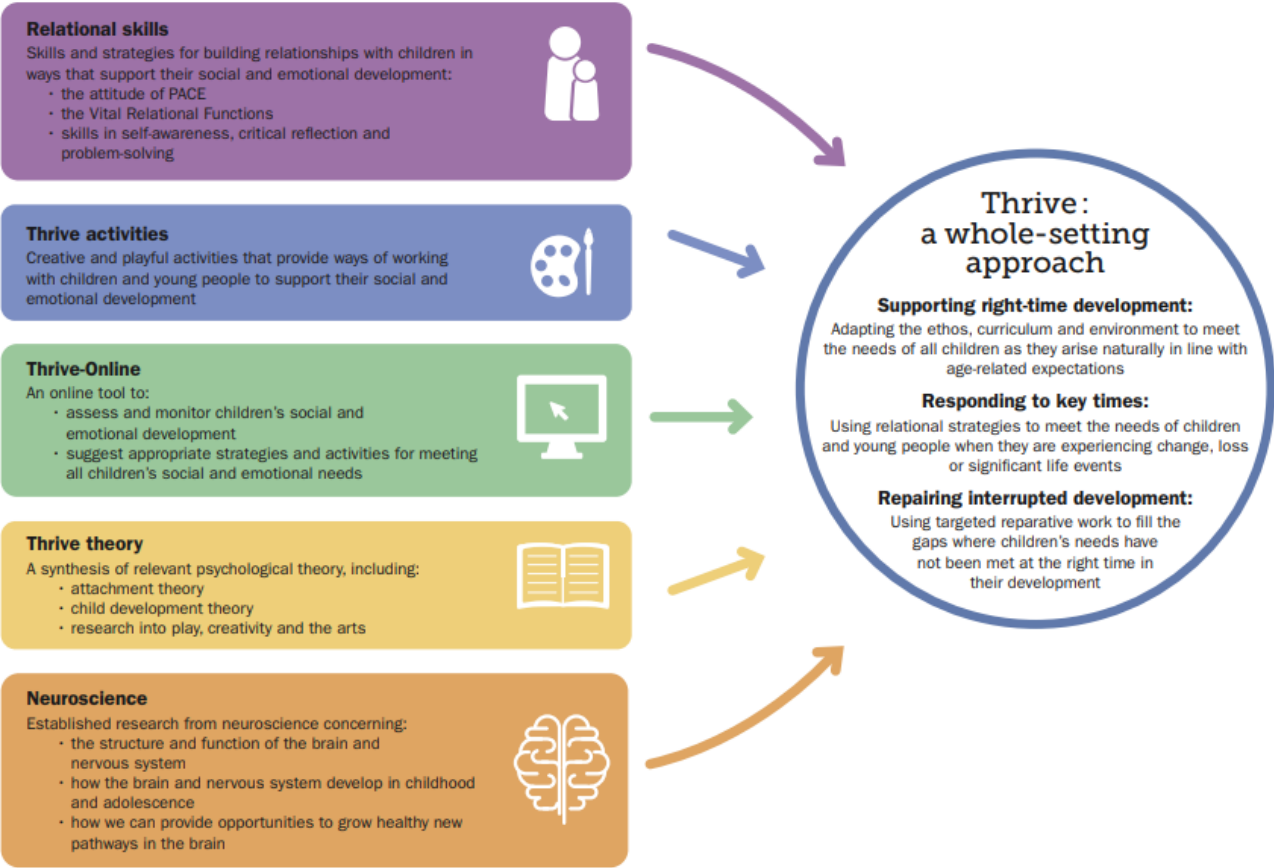 Relational skills
Skills and strategies for building relationships with children in
ways that support their social and emotional development:
• the attitude of PACE
• the Vital Relational Functions
• skills in self-awareness, critical reflection and
problem-solving
Thrive activities
Creative and playful activities that provide ways of working
with children and young people to support their social and
emotional development
Thrive-Online
An online tool to:
• assess and monitor children’s social and
emotional development
• suggest appropriate strategies and activities for meeting
all children’s social and emotional needs
Thrive theory
A synthesis of relevant psychological theory, including:
• attachment theory
• child development theory
• research into play, creativity and the arts
Neuroscience
Established research from neuroscience concerning:
• the structure and function of the brain and
nervous system
• how the brain and nervous system develop in childhood
and adolescence
• how we can provide opportunities to grow healthy new
pathways in the brain
Thrive:
a whole-setting
approach
Supporting right-time development:
Adapting the ethos, curriculum and environment to meet
the needs of all children as they arise naturally in line with
age-related expectations
Responding to key times:
Using relational strategies to meet the needs of children
and young people when they are experiencing change, loss
or significant life events
Repairing interrupted development:
Using targeted reparative work to fill the
gaps where children’s needs have
not been met at the right time in
their development